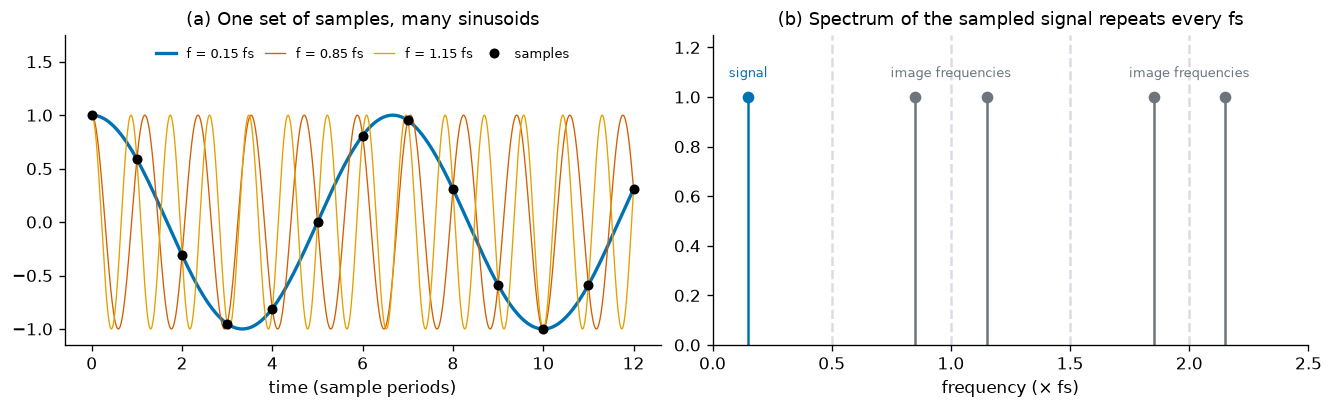 (a) One set of samples, many sinusoids
f = 0.15 fs f = 0.85 fs f = 1.15 fs samples
1.5
1.0
0.5
0.0
−0.5
−1.0
0 2 4 6 8 10 12
time (sample periods)
(b) Spectrum of the sampled signal repeats every fs
signal image frequencies image frequencies
1.2
1.0
0.8
0.6
0.4
0.2
0.0
0.0 0.5 1.0 1.5 2.0 2.5
frequency (× fs)